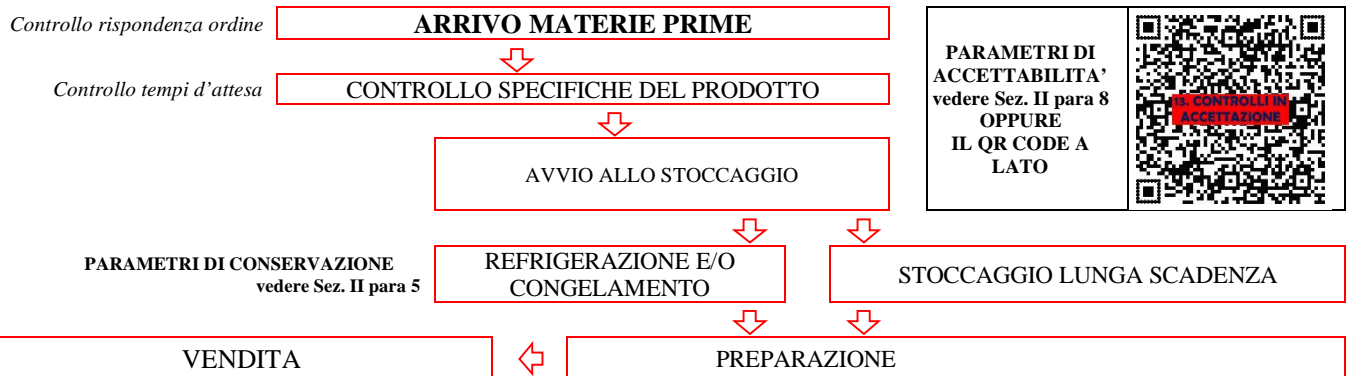 Controllo rispondenza ordine
ARRIVO MATERIE PRIME
Controllo tempi d'attesa
CONTROLLO SPECIFICHE DEL PRODOTTO
PARAMETRI DI
ACCETTABILITA'
vedere Sez. II para 8
OPPURE
IL QR CODE A
LATO
13. CONTROLLI IN
ACCETTAZIONE
AVVIO ALLO STOCCAGGIO
PARAMETRI DI CONSERVAZIONE
vedere Sez. II para 5
REFRIGERAZIONE E/O
CONGELAMENTO
STOCCAGGIO LUNGA SCADENZA
VENDITA
PREPARAZIONE